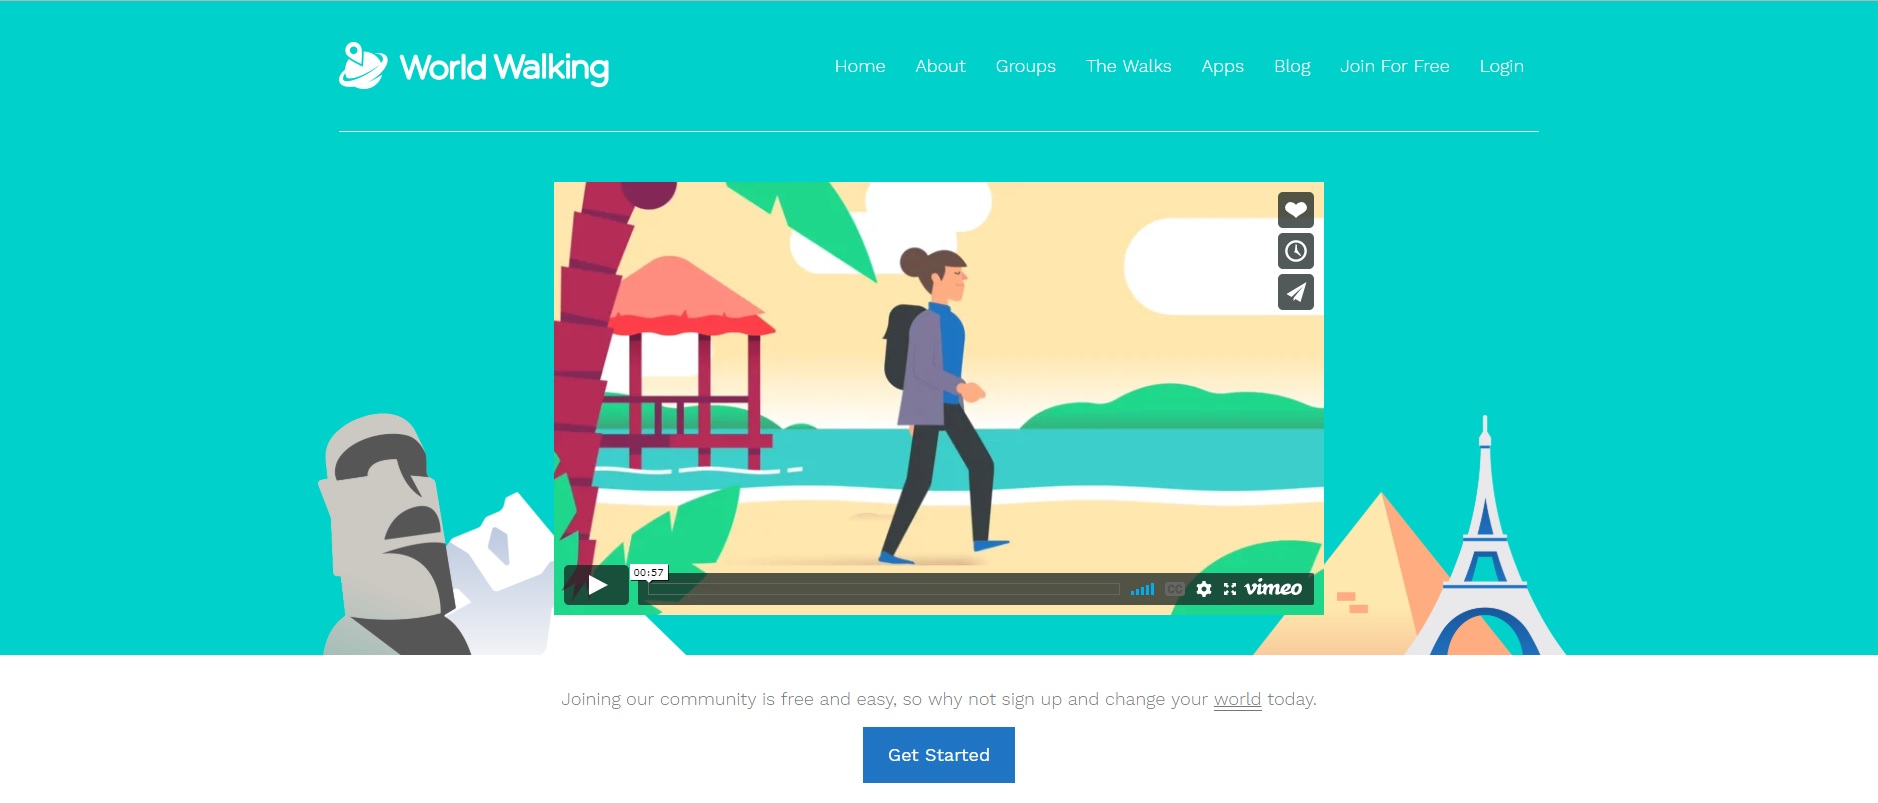 World Walking
Home About Groups The Walks Apps Blog Join For Free Login
00:57
CC
vimeo
Joining our community is free and easy, so why not sign up and change your world today.
Get Started